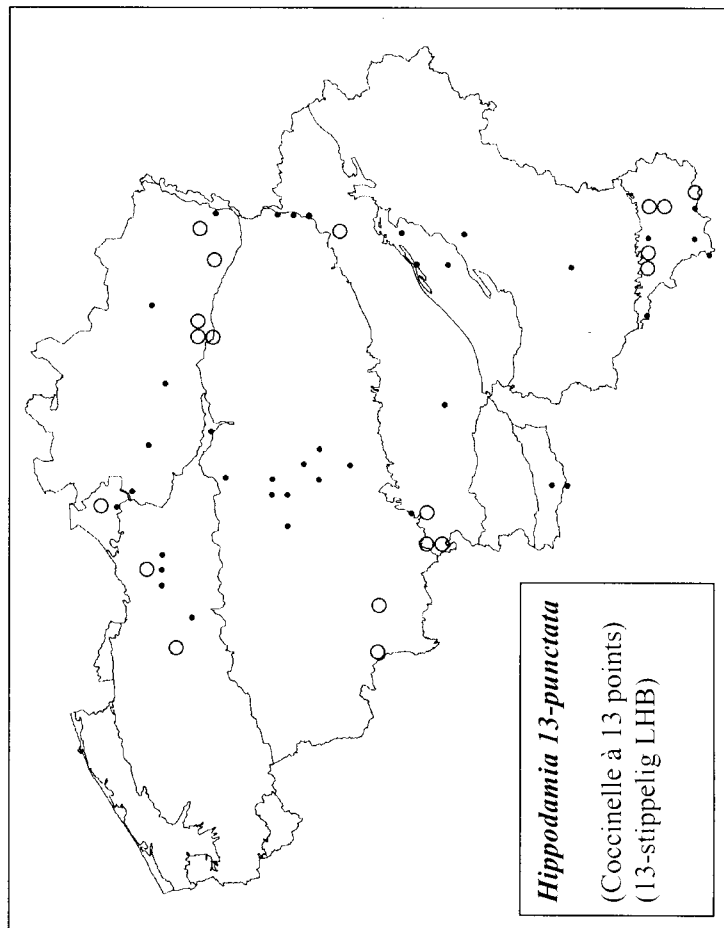 Hippodamia 13-punctata
(Coccinelle à 13 points)
(13-stippelig LHB)